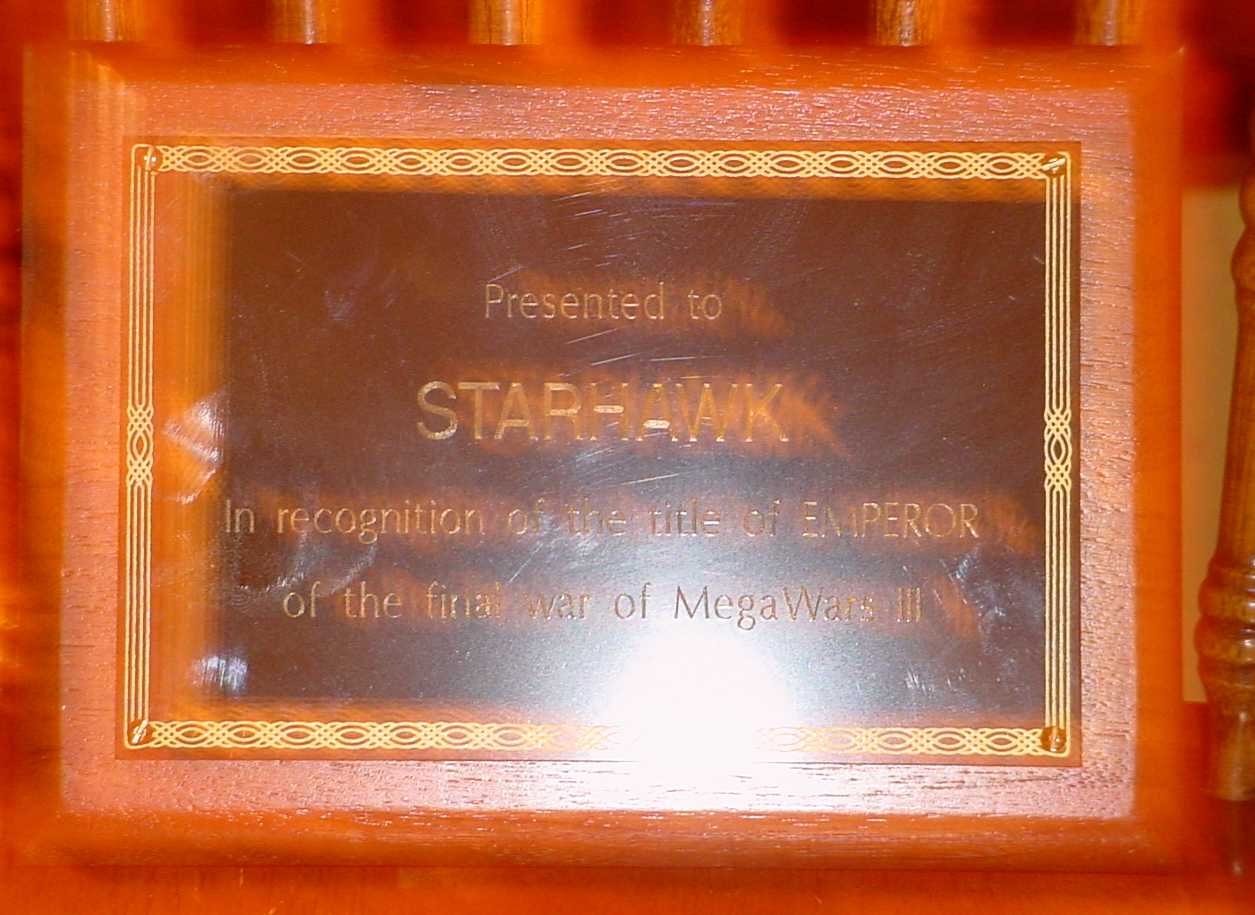 Presented to
STARHAWK
In recognition of the title of EMPEROR
of the final war of MegaWars III